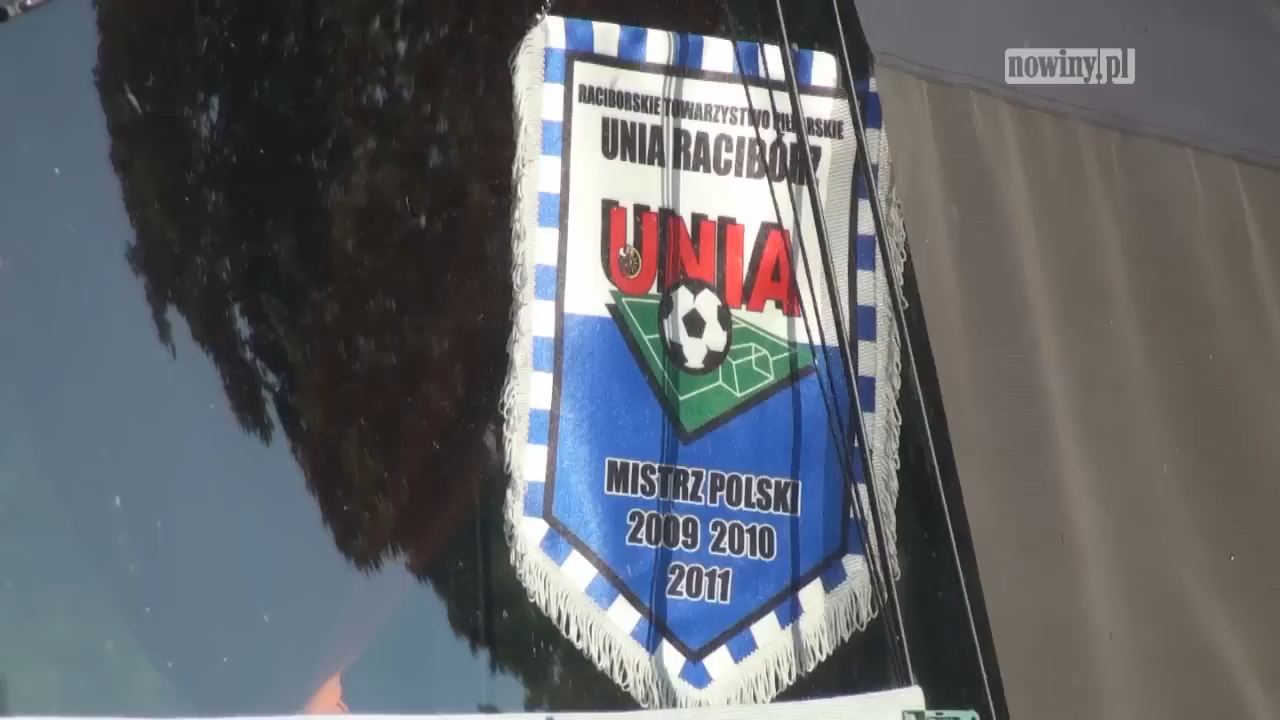 nowiny.pl
RACIBORSKIE TOWARZYSTWO PIŁKARSKIE
UNIA RACIBÓRZ
UNIA
MISTRZ POLSKI
2009 2010
2011